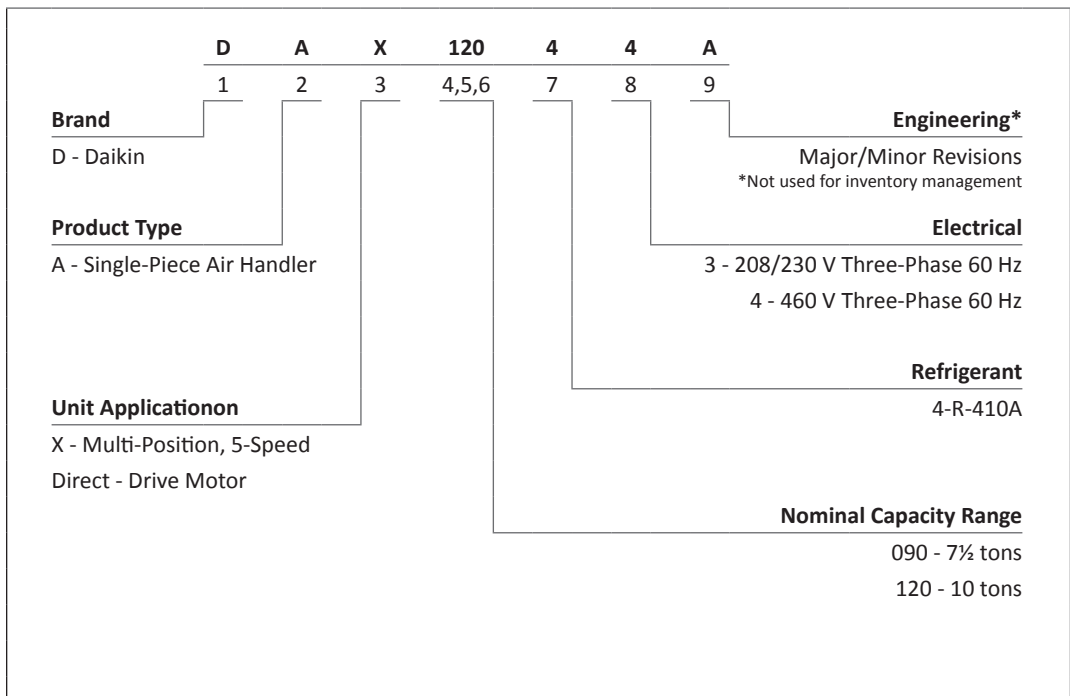 D A X 120 4 4 A
1 2 3 4,5,6 7 8 9
Brand
D - Daikin
Engineering*
Major/Minor Revisions
*Not used for inventory management
Product Type
A - Single-Piece Air Handler
Electrical
3 - 208/230 V Three-Phase 60 Hz
4 - 460 V Three-Phase 60 Hz
Refrigerant
4-R-410A
Unit Applicationon
X - Multi-Position, 5-Speed
Direct - Drive Motor
Nominal Capacity Range
090 - 7½ tons
120 - 10 tons